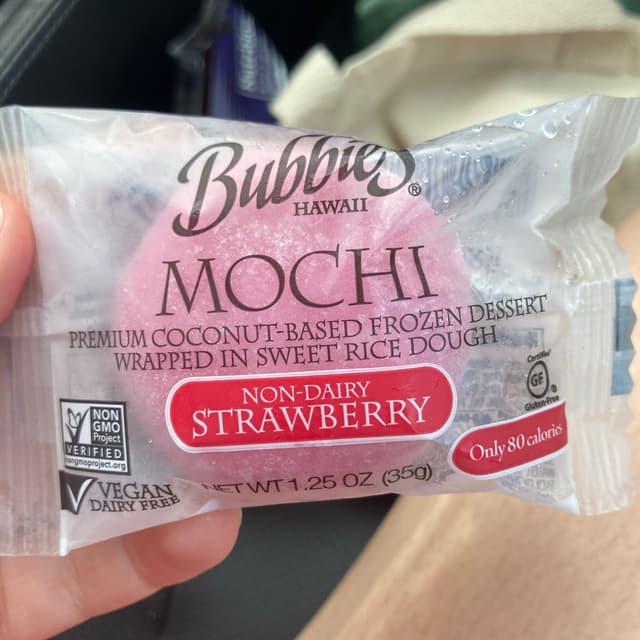 Bubbies®
HAWAII
MOCHI
PREMIUM COCONUT-BASED FROZEN DESSERT
WRAPPED IN SWEET RICE DOUGH
NON-DAIRY
STRAWBERRY
Certified
GF
Gluten-Free
Only 80 calories
NON
GMO
Project
VERIFIED
nongmoproject.org
VEGAN
DAIRY FREE
NET WT 1.25 OZ (35g)